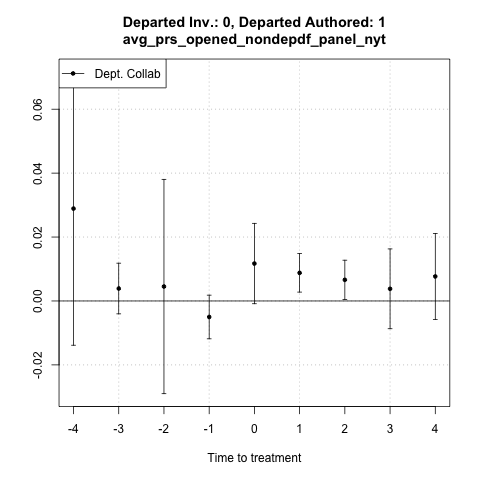 Departed Inv.: 0, Departed Authored: 1
avg_prs_opened_nondepdf_panel_nyt
Dept. Collab
0.06
0.04
0.02
0.00
-0.02
-4 -3 -2 -1 0 1 2 3 4
Time to treatment